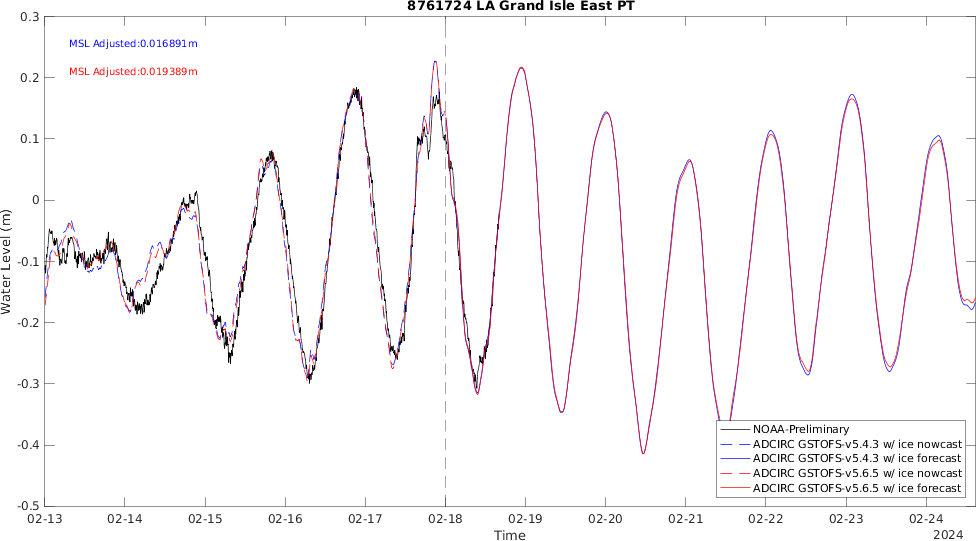 8761724 LA Grand Isle East PT
MSL Adjusted:0.016891m
MSL Adjusted:0.019389m
0.3
0.2
0.1
0
-0.1
-0.2
-0.3
-0.4
-0.5
Water Level (m)
NOAA-Preliminary
ADCIRC GSTOFS-v5.4.3 w/ ice nowcast
ADCIRC GSTOFS-v5.4.3 w/ ice forecast
ADCIRC GSTOFS-v5.6.5 w/ ice nowcast
ADCIRC GSTOFS-v5.6.5 w/ ice forecast
02-13 02-14 02-15 02-16 02-17 02-18 02-19 02-20 02-21 02-22 02-23 02-24
Time
2024